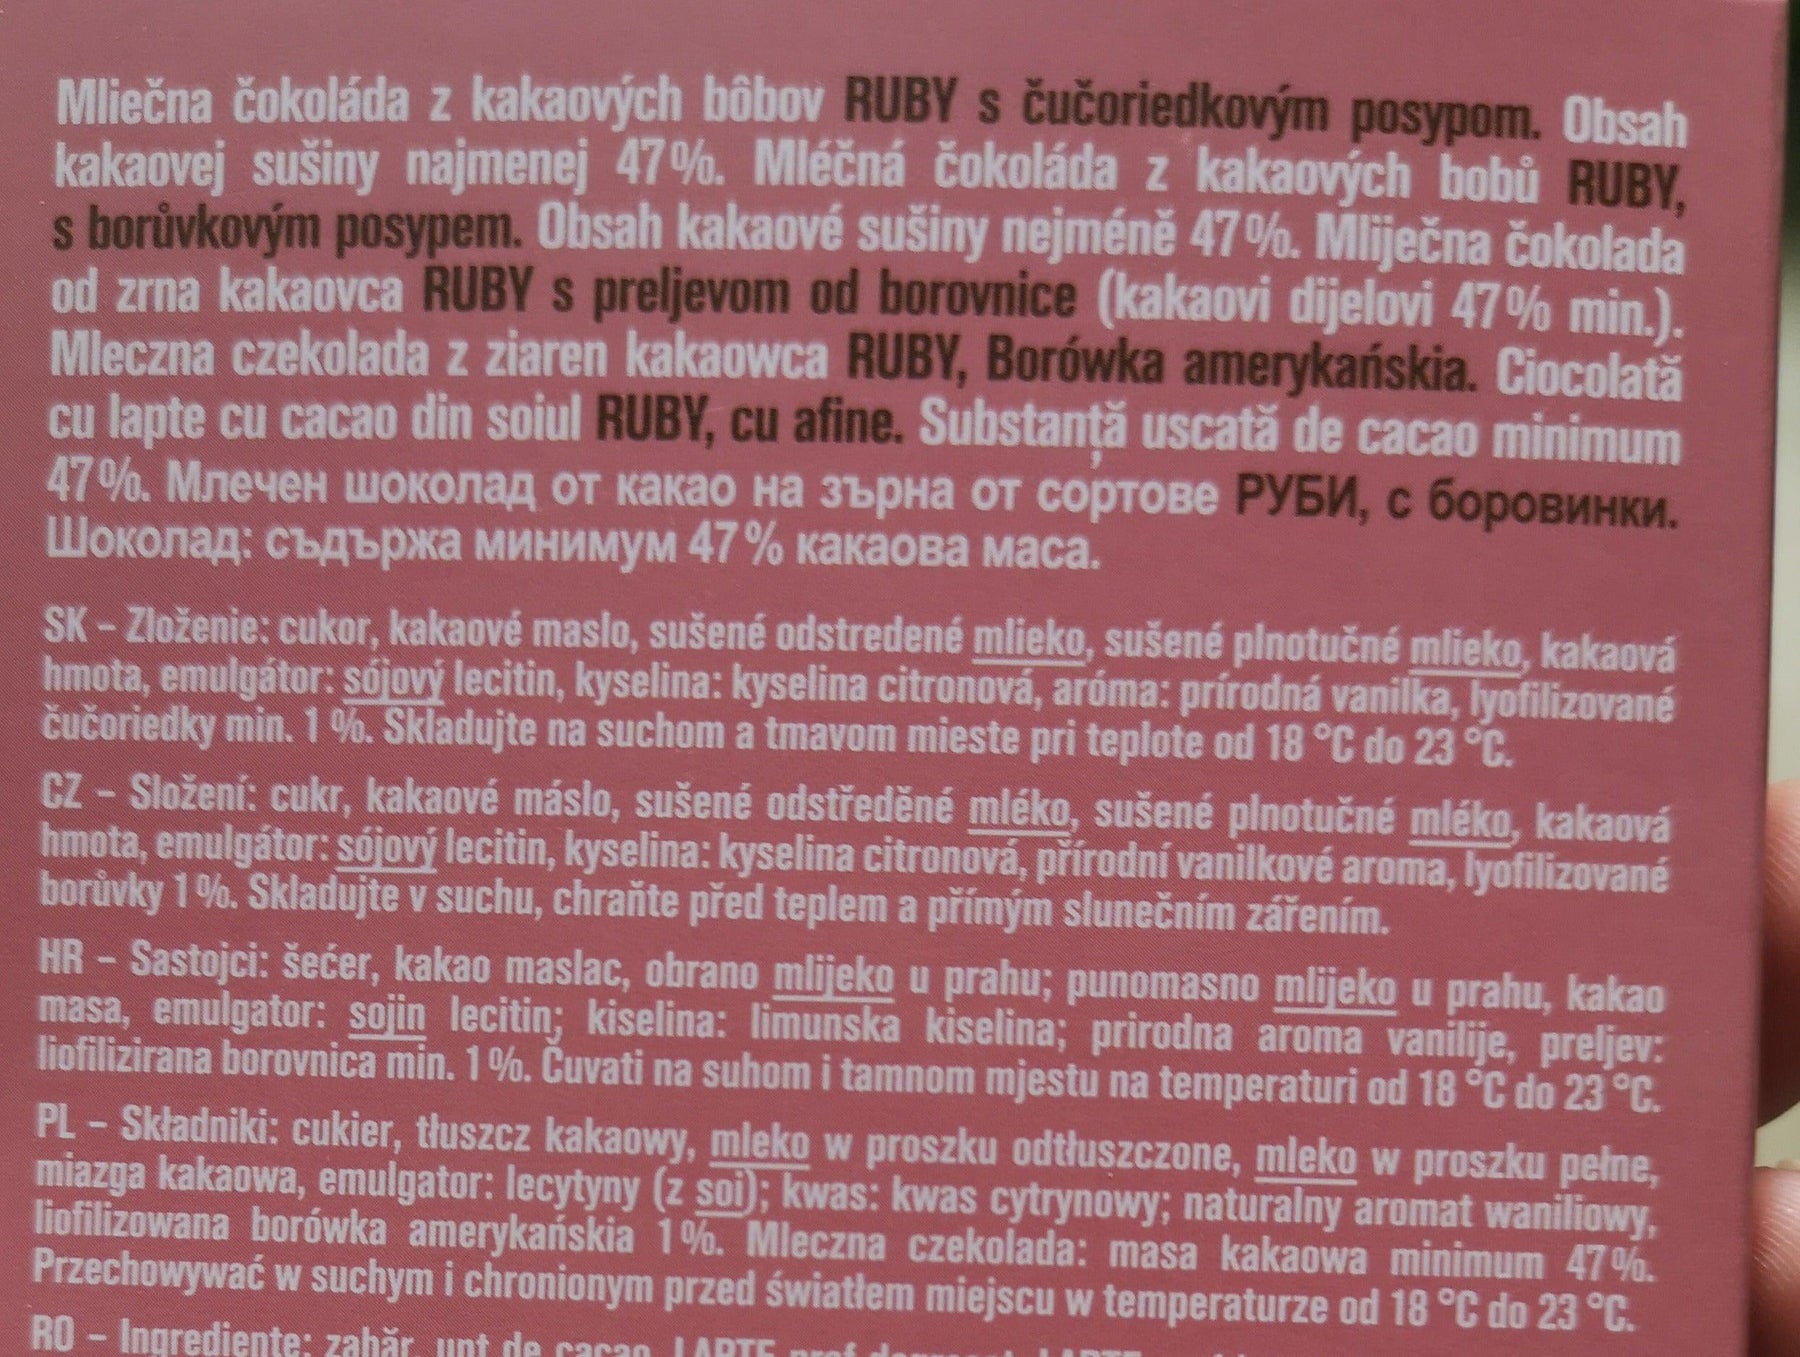 Mliečna čokoláda z kakaových bôbov RUBY s čučoriedkovým posypom. Obsah
kakaovej sušiny najmenej 47%. Mléčná čokoláda z kakaových bobů RUBY,
s borůvkovým posypem. Obsah kakaové sušiny nejméně 47%. Mliječna čokolada
od zrna kakaovca RUBY s preljevom od borovnice (kakaovi dijelovi 47% min.).
Mleczna czekolada z ziaren kakaowca RUBY, Borówka amerykańskia. Ciocolată
cu lapte cu cacao din soiul RUBY, cu afine. Substanță uscată de cacao minimum
47%. Млечен шоколад от какао на зърна от сортове РУБИ, с боровинки.
Шоколад: съдържа минимум 47% какаова маса.
SK – Zloženie: cukor, kakaové maslo, sušené odstredené mlieko, sušené plnotučné mlieko, kakaová
hmota, emulgátor: sójový lecitin, kyselina: kyselina citronová, aróma: prírodná vanilka, lyofilizované
čučoriedky min. 1%. Skladujte na suchom a tmavom mieste pri teplote od 18 °C do 23 °C.
CZ – Složení: cukr, kakaové máslo, sušené odstředěné mléko, sušené plnotučné mléko, kakaová
hmota, emulgátor: sójový lecitin, kyselina: kyselina citronová, přírodní vanilkové aroma, lyofilizované
borůvky 1%. Skladujte v suchu, chraňte před teplem a přímým slunečním zářením.
HR – Sastojci: šećer, kakao maslac, obrano mlijeko u prahu; punomasno mlijeko u prahu, kakao
masa, emulgator: sojin lecitin; kiselina: limunska kiselina; prirodna aroma vanilije, preljev:
liofilizirana borovnica min. 1%. Čuvati na suhom i tamnom mjestu na temperaturi od 18 °C do 23 °C.
PL – Składniki: cukier, tłuszcz kakaowy, mleko w proszku odtłuszczone, mleko w proszku pełne,
miazga kakaowa, emulgator: lecytyny (z soi); kwas: kwas cytrynowy; naturalny aromat waniliowy,
liofilizowana borówka amerykańskia 1%. Mleczna czekolada: masa kakaowa minimum 47%.
Przechowywać w suchym i chronionym przed światłem miejscu w temperaturze od 18 °C do 23 °C.
RO – Ingrediente: zahăr, unt de cacao, LAPTE